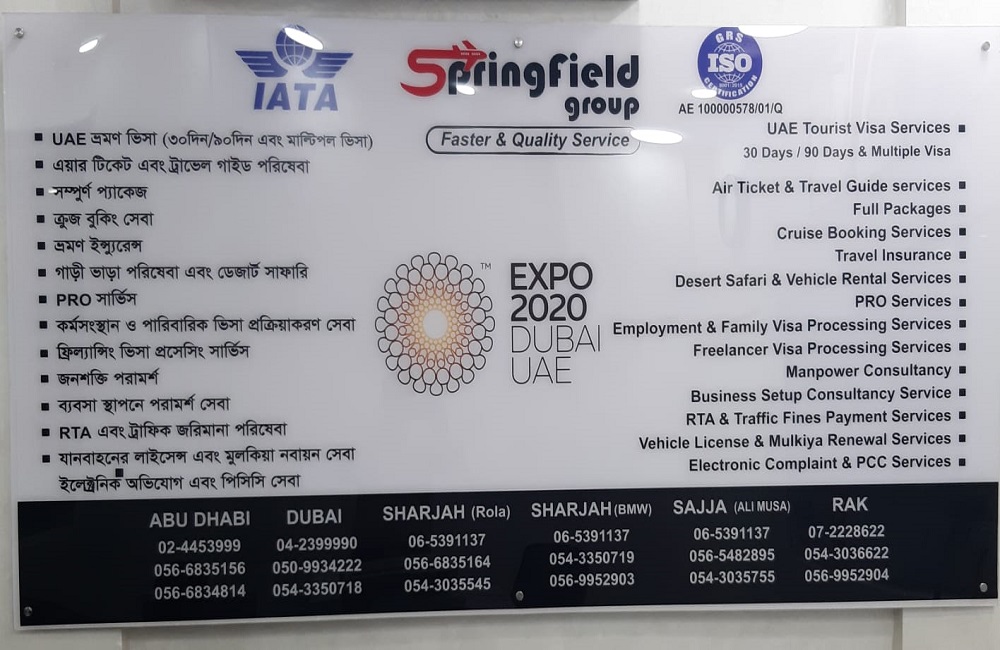 IATA
Springfield
group
Faster & Quality Service
GRS
ISO
9001:2015
CERTIFICATION
AE 100000578/01/Q
UAE ভ্রমণ ভিসা (৩০দিন/৯০দিন এবং মাল্টিপল ভিসা)
এয়ার টিকেট এবং ট্রাভেল গাইড পরিষেবা
সম্পুর্ণ প্যাকেজ
ক্রুজ বুকিং সেবা
ভ্রমণ ইন্স্যুরেন্স
গাড়ী ভাড়া পরিষেবা এবং ডেজার্ট সাফারি
PRO সার্ভিস
কর্মসংস্থান ও পারিবারিক ভিসা প্রক্রিয়াকরণ সেবা
ফ্রিল্যান্সিং ভিসা প্রসেসিং সার্ভিস
জনশক্তি পরামর্শ
ব্যবসা স্থাপনে পরামর্শ সেবা
RTA এবং ট্রাফিক জরিমানা পরিষেবা
যানবাহনের লাইসেন্স এবং মুলকিয়া নবায়ন সেবা
ইলেক্ট্রনিক অভিযোগ এবং পিসিসি সেবা
EXPO
2020
DUBAI
UAE
TM
UAE Tourist Visa Services
30 Days / 90 Days & Multiple Visa
Air Ticket & Travel Guide services
Full Packages
Cruise Booking Services
Travel Insurance
Desert Safari & Vehicle Rental Services
PRO Services
Employment & Family Visa Processing Services
Freelancer Visa Processing Services
Manpower Consultancy
Business Setup Consultancy Service
RTA & Traffic Fines Payment Services
Vehicle License & Mulkiya Renewal Services
Electronic Complaint & PCC Services
ABU DHABI
02-4453999
056-6835156
056-6834814
DUBAI
04-2399990
050-9934222
054-3350718
SHARJAH (Rola)
06-5391137
056-6835164
054-3035545
SHARJAH (BMW)
06-5391137
054-3350719
056-9952903
SAJJA (ALI MUSA)
06-5391137
056-5482895
054-3035755
RAK
07-2228622
054-3036622
056-9952904